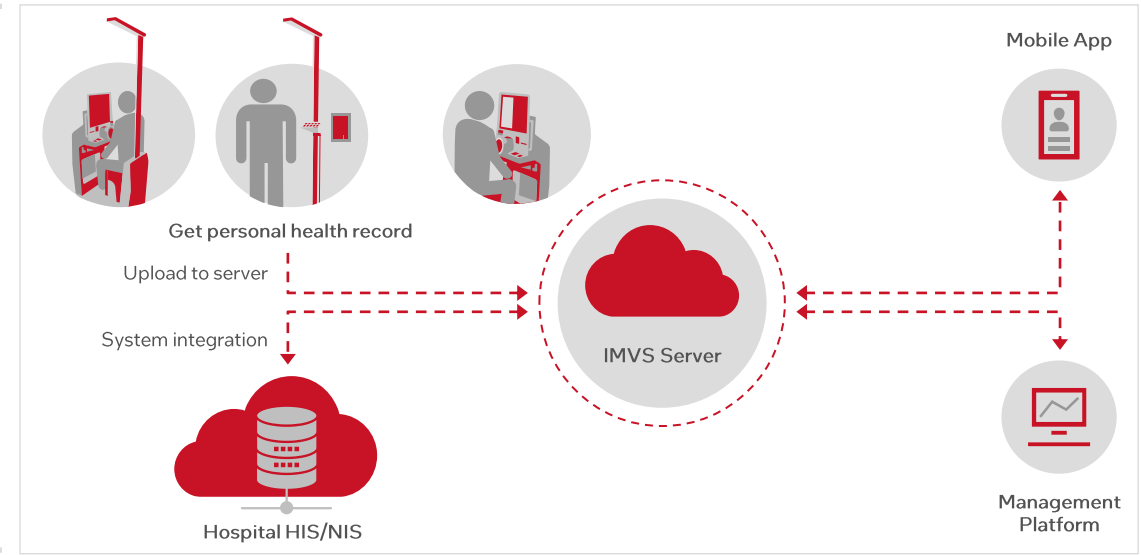 Mobile App
Get personal health record
Upload to server
System integration
IMVS Server
Hospital HIS/NIS
Management
Platform